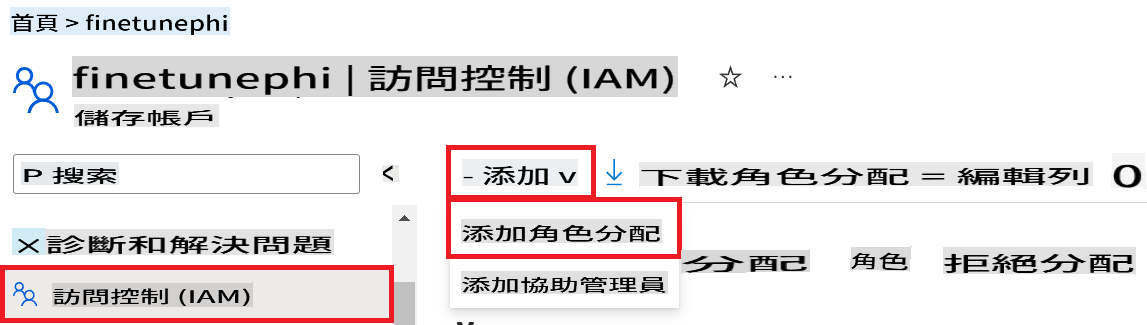 首頁 > finetunephi
finetunephi | 訪問控制 (IAM)
儲存帳戶
P 搜索
- 添加 v
下載角色分配 = 編輯列 O
× 診斷和解決問題
添加角色分配
分配 角色 拒絕分配
訪問控制 (IAM)
添加協助管理員